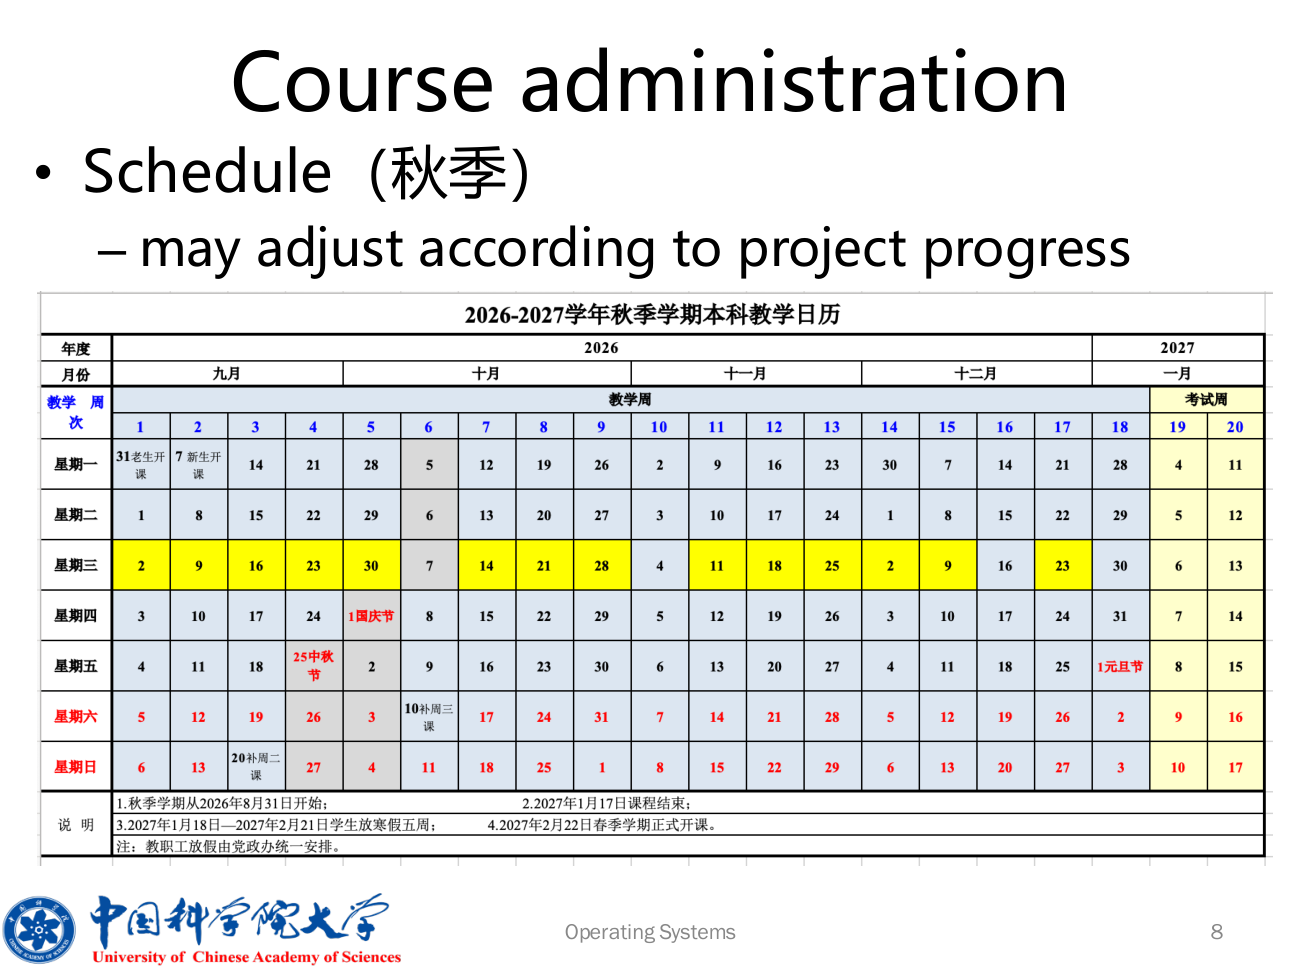 Course administration
• Schedule（秋季）
– may adjust according to project progress
2026-2027学年秋季学期本科教学日历
年度 2026 2027
月份 九月 十月 十一月 十二月 一月
教学 周次 教学周 考试周
1 2 3 4 5 6 7 8 9 10 11 12 13 14 15 16 17 18 19 20
星期一 31老生开课 7 新生开课 14 21 28 5 12 19 26 2 9 16 23 30 7 14 21 28 4 11
星期二 1 8 15 22 29 6 13 20 27 3 10 17 24 1 8 15 22 29 5 12
星期三 2 9 16 23 30 7 14 21 28 4 11 18 25 2 9 16 23 30 6 13
星期四 3 10 17 24 1国庆节 8 15 22 29 5 12 19 26 3 10 17 24 31 7 14
星期五 4 11 18 25中秋节 2 9 16 23 30 6 13 20 27 4 11 18 25 1元旦节 8 15
星期六 5 12 19 26 3 10补周三课 17 24 31 7 14 21 28 5 12 19 26 2 9 16
星期日 6 13 20补周二课 27 4 11 18 25 1 8 15 22 29 6 13 20 27 3 10 17
说 明
1.秋季学期从2026年8月31日开始； 2.2027年1月17日课程结束；
3.2027年1月18日—2027年2月21日学生放寒假五周； 4.2027年2月22日春季学期正式开课。
注：教职工放假由党政办统一安排。
中国科学院大学
University of Chinese Academy of Sciences
Operating Systems
8